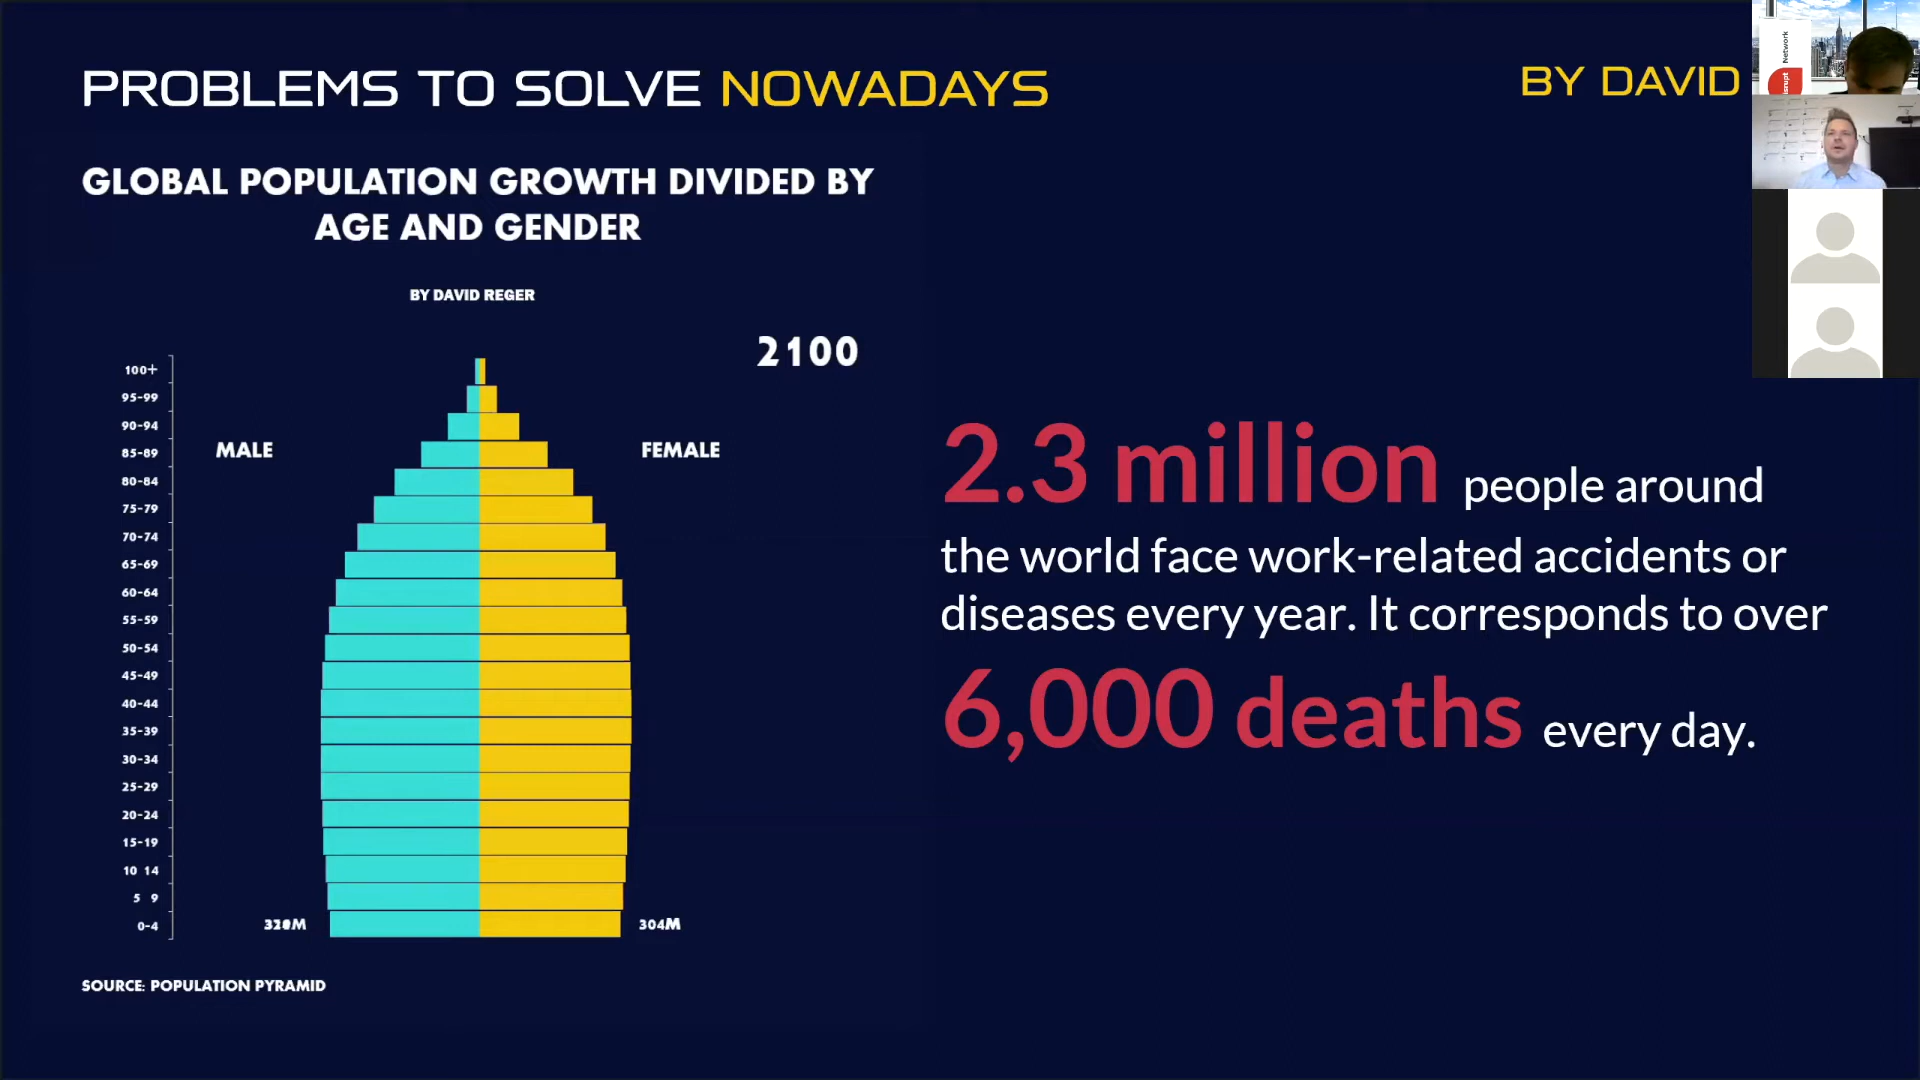 PROBLEMS TO SOLVE NOWADAYS
BY DAVID
Network
GLOBAL POPULATION GROWTH DIVIDED BY
AGE AND GENDER
BY DAVID REGER
2100
MALE
FEMALE
100+
95-99
90-94
85-89
80-84
75-79
70-74
65-69
60-64
55-59
50-54
45-49
40-44
35-39
30-34
25-29
20-24
15-19
10 14
5 9
0-4
304M
SOURCE: POPULATION PYRAMID
2.3 million people around
the world face work-related accidents or
diseases every year. It corresponds to over
6,000 deaths every day.